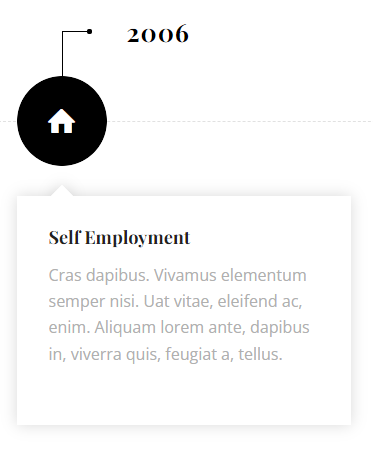 2006
Self Employment
Cras dapibus. Vivamus elementum
semper nisi. Uat vitae, eleifend ac,
enim. Aliquam lorem ante, dapibus
in, viverra quis, feugiat a, tellus.